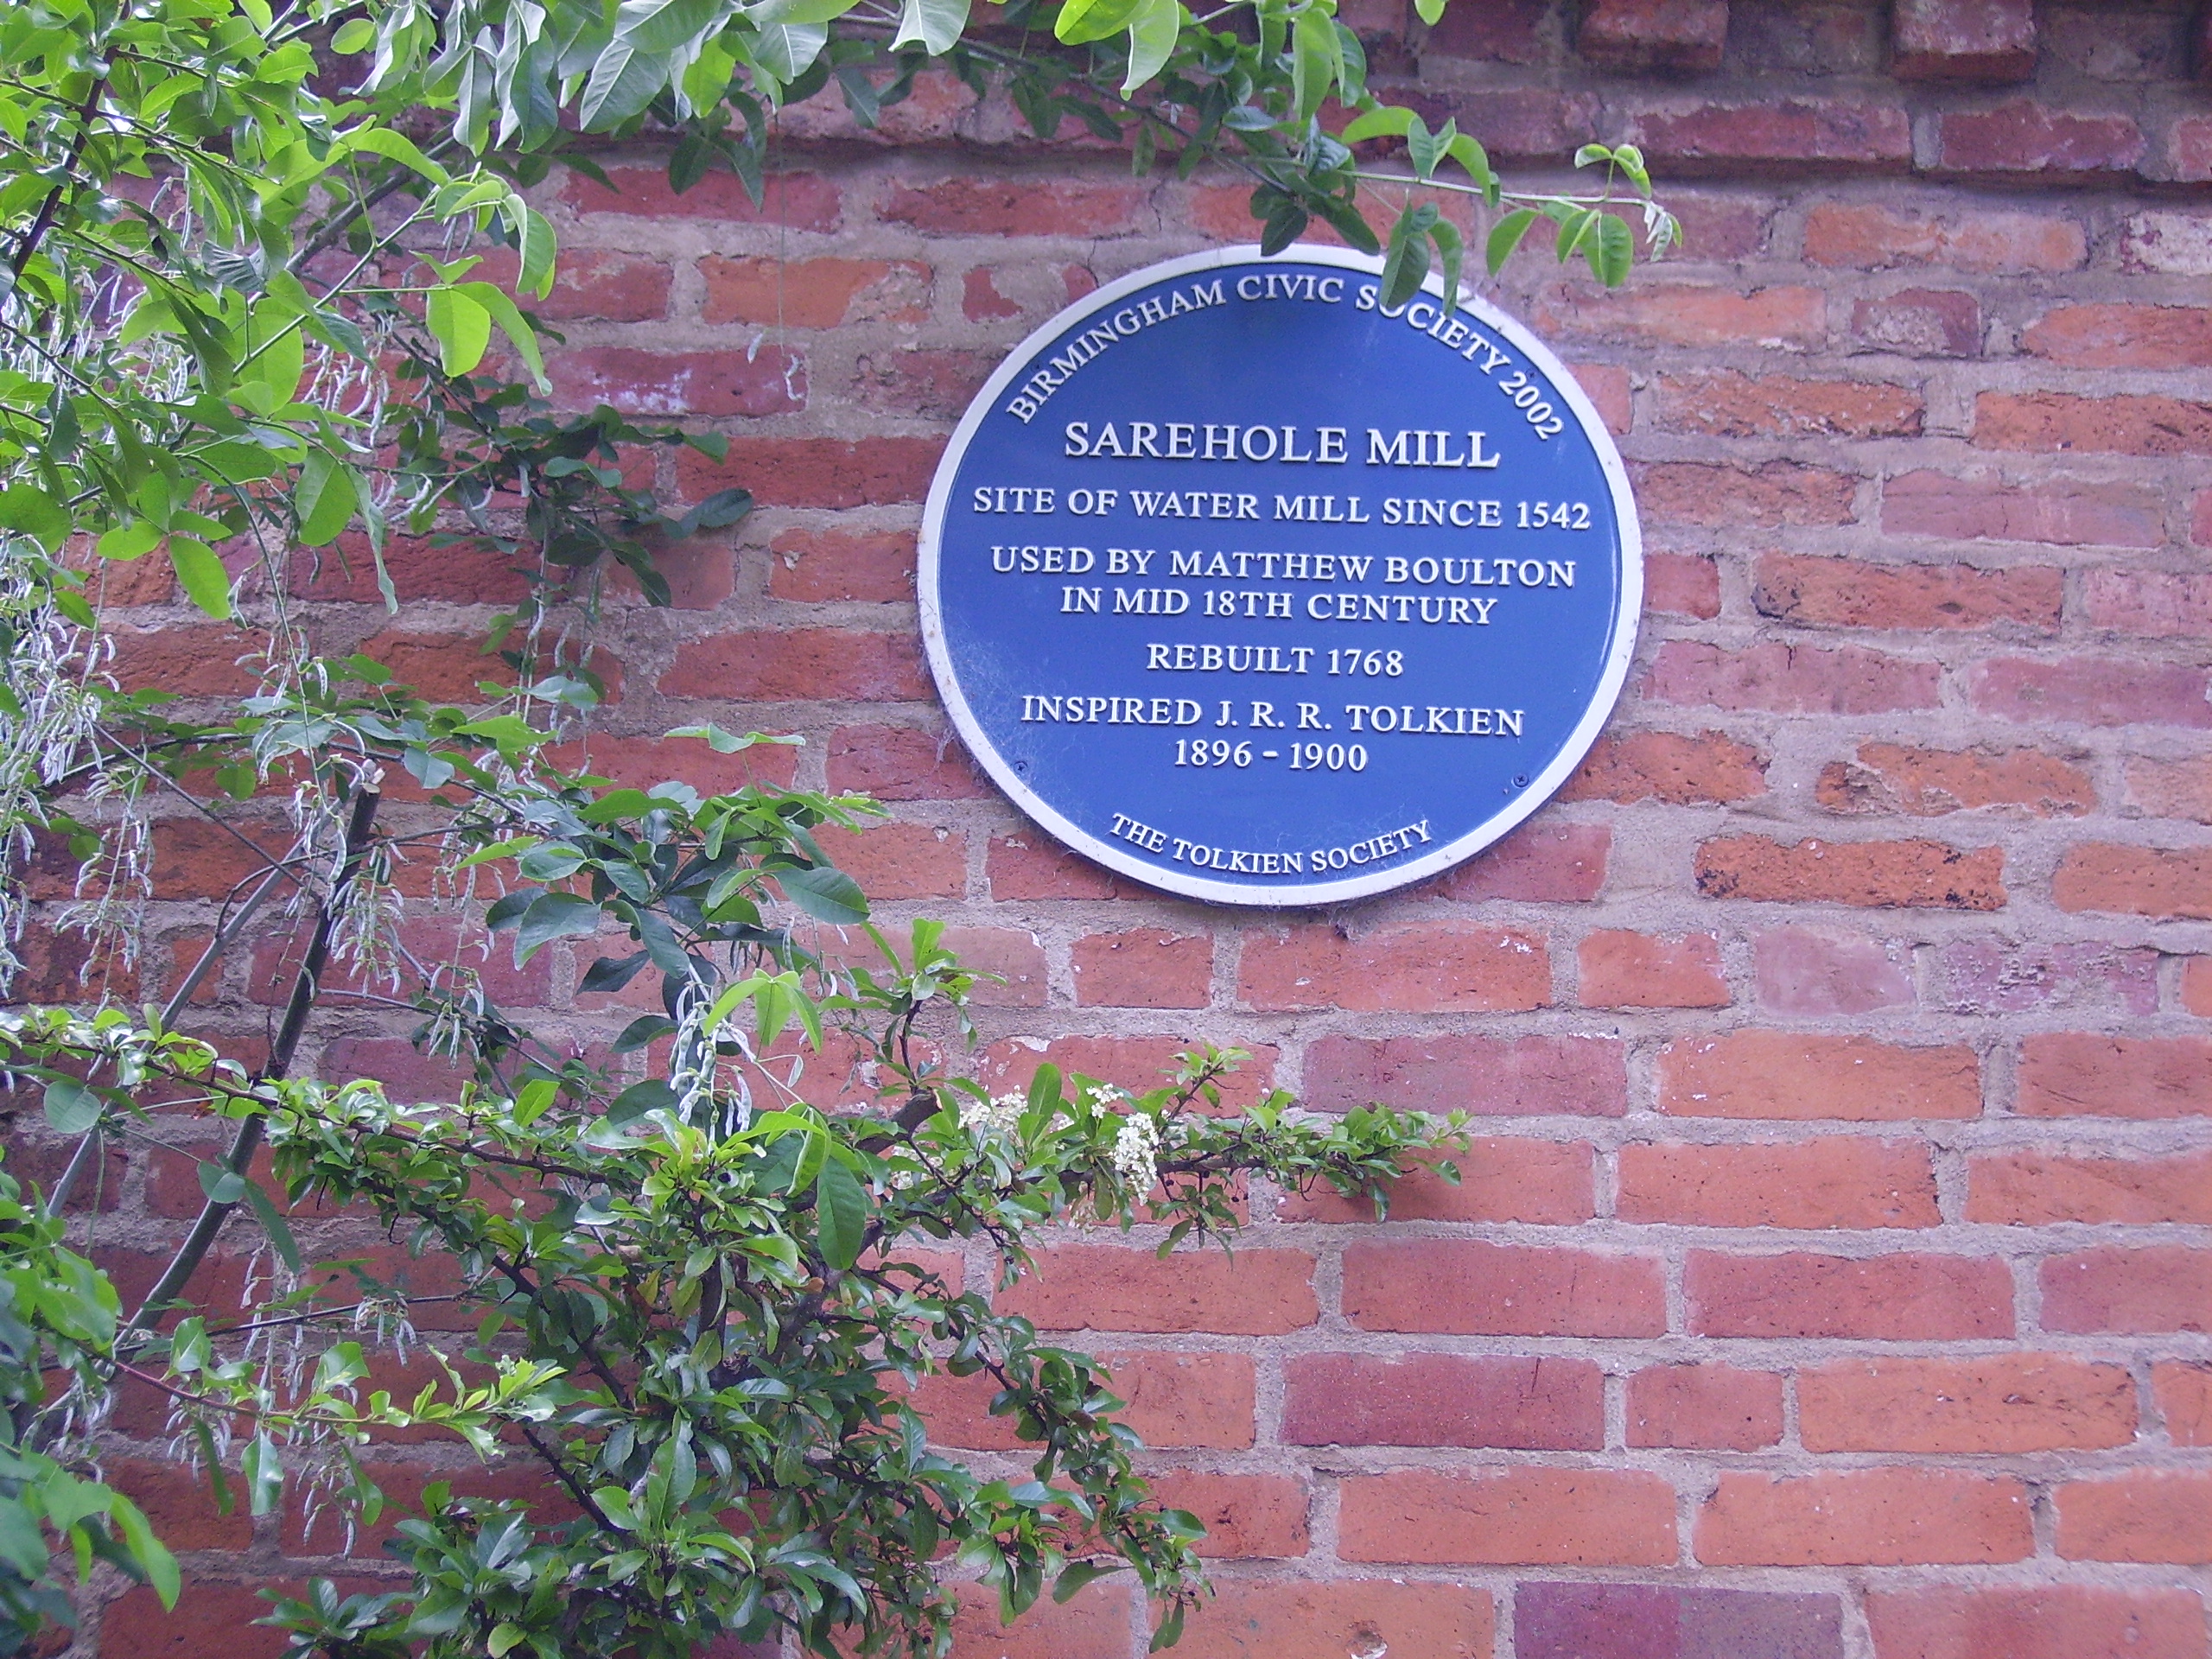 BIRMINGHAM CIVIC SOCIETY 2002
SAREHOLE MILL
SITE OF WATER MILL SINCE 1542
USED BY MATTHEW BOULTON
IN MID 18TH CENTURY
REBUILT 1768
INSPIRED J. R. R. TOLKIEN
1896 - 1900
THE TOLKIEN SOCIETY